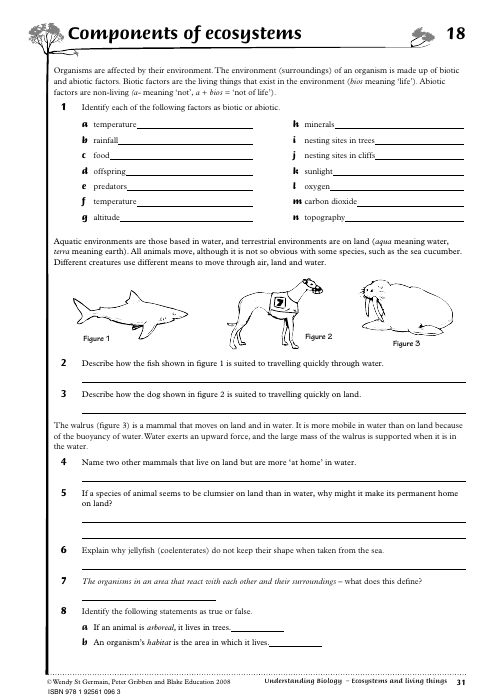 Components of ecosystems
18
Organisms are affected by their environment. The environment (surroundings) of an organism is made up of biotic
and abiotic factors. Biotic factors are the living things that exist in the environment (bios meaning 'life'). Abiotic
factors are non-living (a- meaning 'not', a + bios = 'not of life').
1 Identify each of the following factors as biotic or abiotic.
a temperature
b rainfall
c food
d offspring
e predators
f temperature
g altitude
h minerals
i nesting sites in trees
j nesting sites in cliffs
k sunlight
l oxygen
m carbon dioxide
n topography
Aquatic environments are those based in water, and terrestrial environments are on land (aqua meaning water,
terra meaning earth). All animals move, although it is not so obvious with some species, such as the sea cucumber.
Different creatures use different means to move through air, land and water.
7
Figure 1
Figure 2
Figure 3
2 Describe how the fish shown in figure 1 is suited to travelling quickly through water.
3 Describe how the dog shown in figure 2 is suited to travelling quickly on land.
The walrus (figure 3) is a mammal that moves on land and in water. It is more mobile in water than on land because
of the buoyancy of water. Water exerts an upward force, and the large mass of the walrus is supported when it is in
the water.
4 Name two other mammals that live on land but are more 'at home' in water.
5 If a species of animal seems to be clumsier on land than in water, why might it make its permanent home
on land?
6 Explain why jellyfish (coelenterates) do not keep their shape when taken from the sea.
7 The organisms in an area that react with each other and their surroundings – what does this define?
8 Identify the following statements as true or false.
a If an animal is arboreal, it lives in trees.
b An organism's habitat is the area in which it lives.
©Wendy St Germain, Peter Gribben and Blake Education 2008
Understanding Biology – Ecosystems and living things 31
ISBN 978 1 92561 096 3